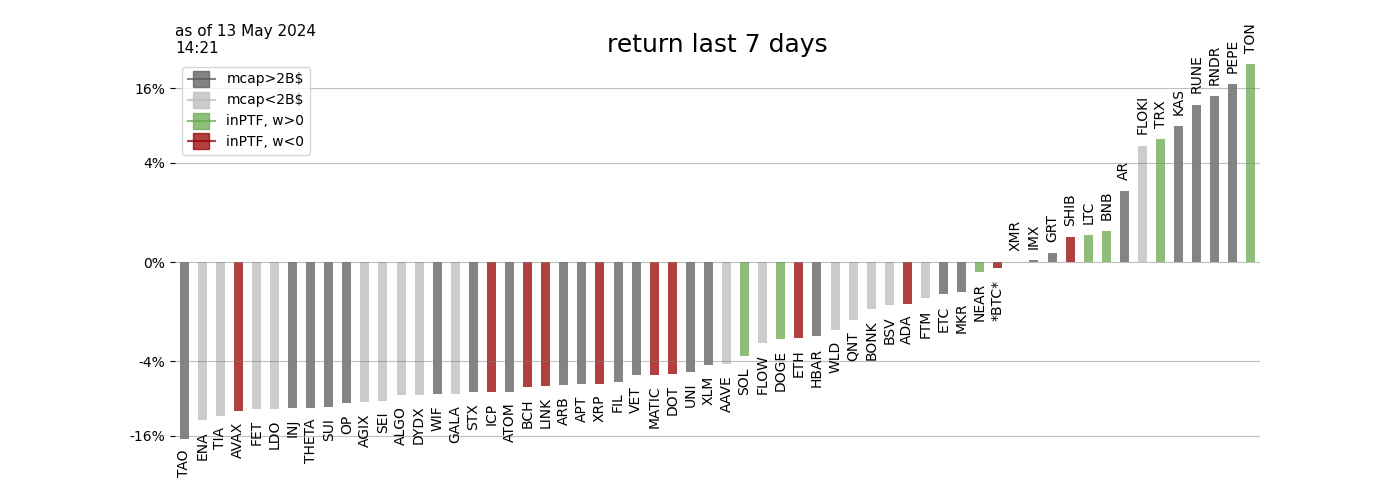 as of 13 May 2024
14:21
return last 7 days
mcap>2B$
mcap<2B$
inPTF, w>0
inPTF, w<0
16%
4%
0%
-4%
-16%
TAO
ENA
TIA
AVAX
FET
LDO
INJ
THETA
SUI
OP
AGIX
SEI
ALGO
DYDX
WIF
GALA
STX
ICP
ATOM
BCH
LINK
ARB
APT
XRP
FIL
VET
MATIC
DOT
UNI
XLM
AAVE
SOL
FLOW
DOGE
ETH
HBAR
WLD
QNT
BONK
BSV
ADA
FTM
ETC
MKR
NEAR
*BTC*
XMR
IMX
GRT
SHIB
LTC
BNB
AR
FLOKI
TRX
KAS
RUNE
RNDR
PEPE
TON